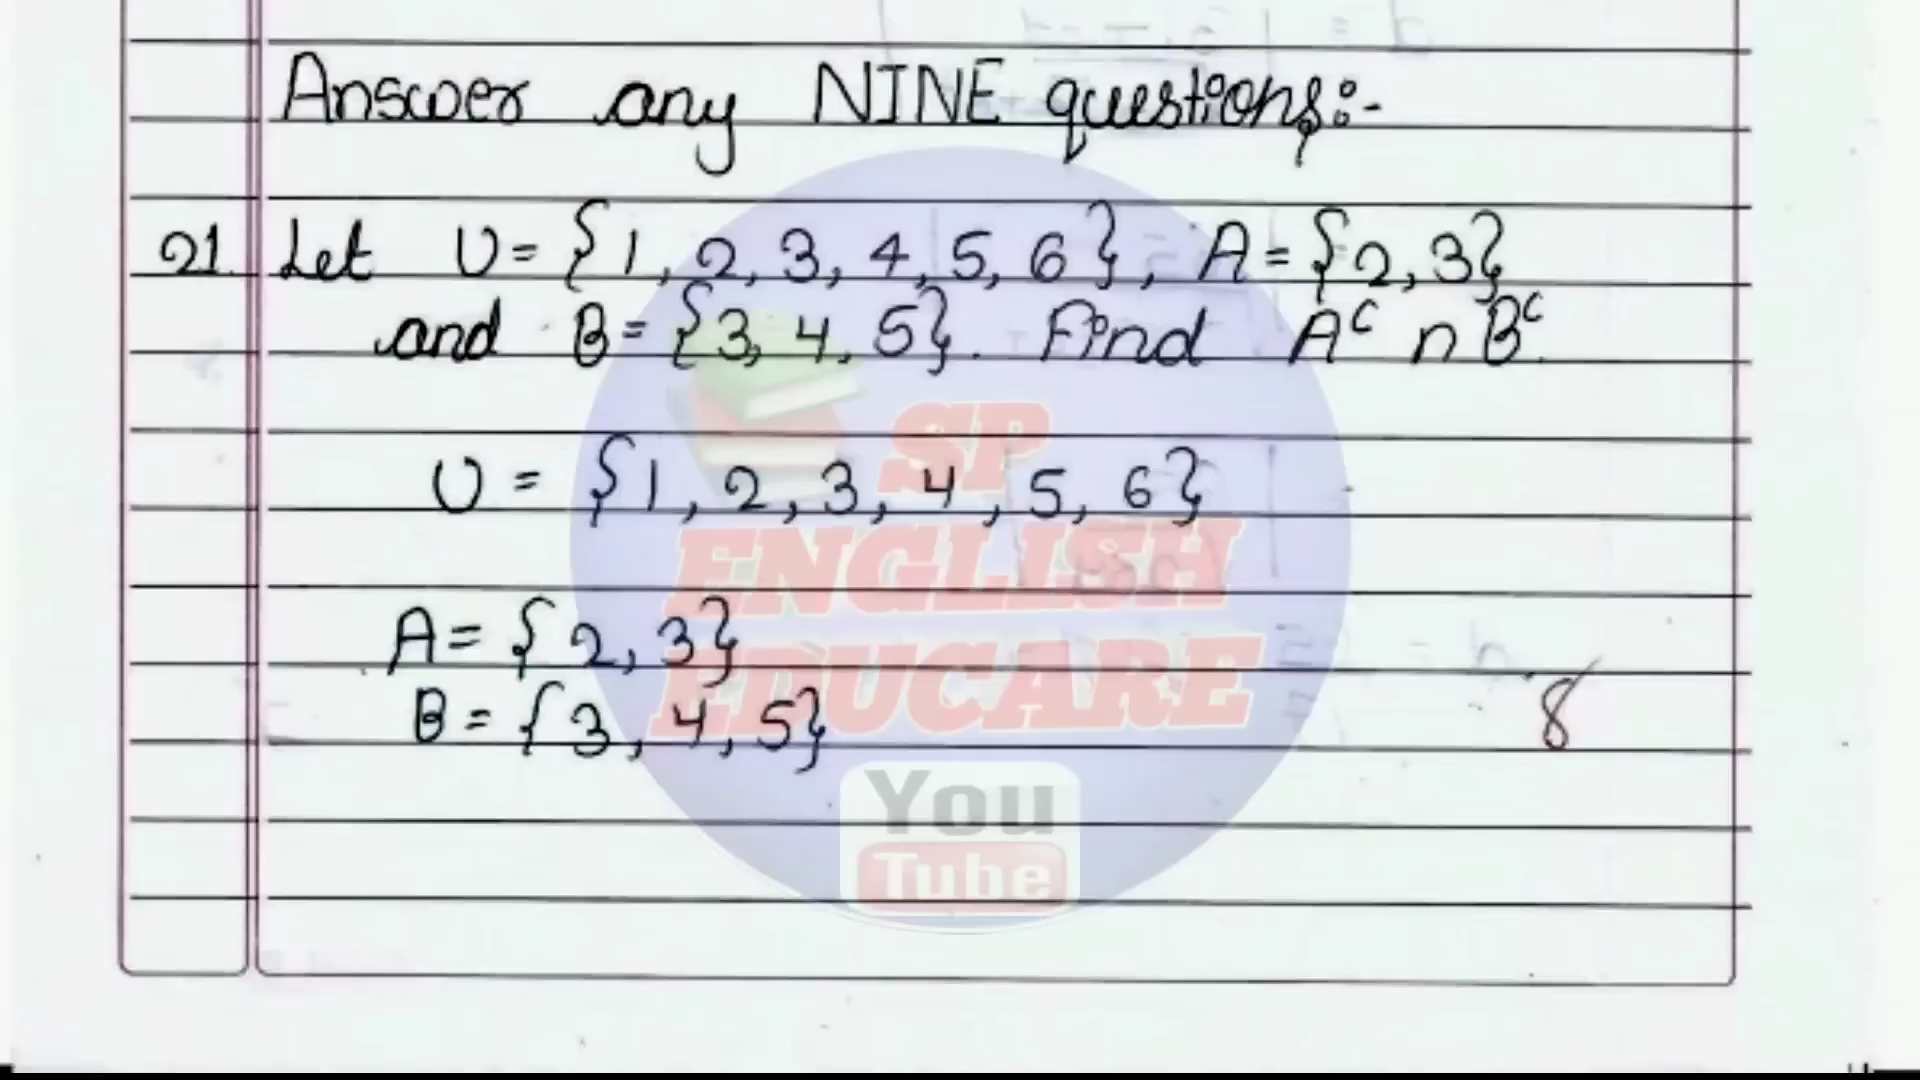 Answer any NINE questions:-
21. Let U = {1, 2, 3, 4, 5, 6}, A = {2, 3}
and B = {3, 4, 5}. Find Aᶜ ∩ Bᶜ.
U = {1, 2, 3, 4, 5, 6}
SP
ENGLISH
A = {2, 3}
EDUCARE
B = {3, 4, 5}
8
You
Tube